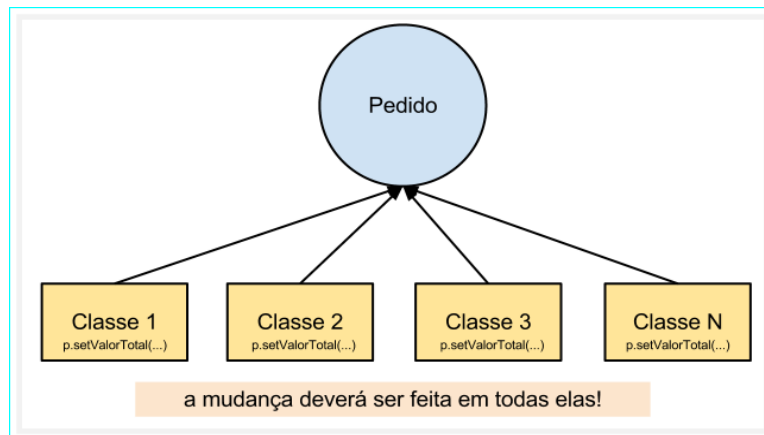 Pedido
Classe 1
p.setValorTotal(...)
Classe 2
p.setValorTotal(...)
Classe 3
p.setValorTotal(...)
Classe N
p.setValorTotal(...)
a mudança deverá ser feita em todas elas!